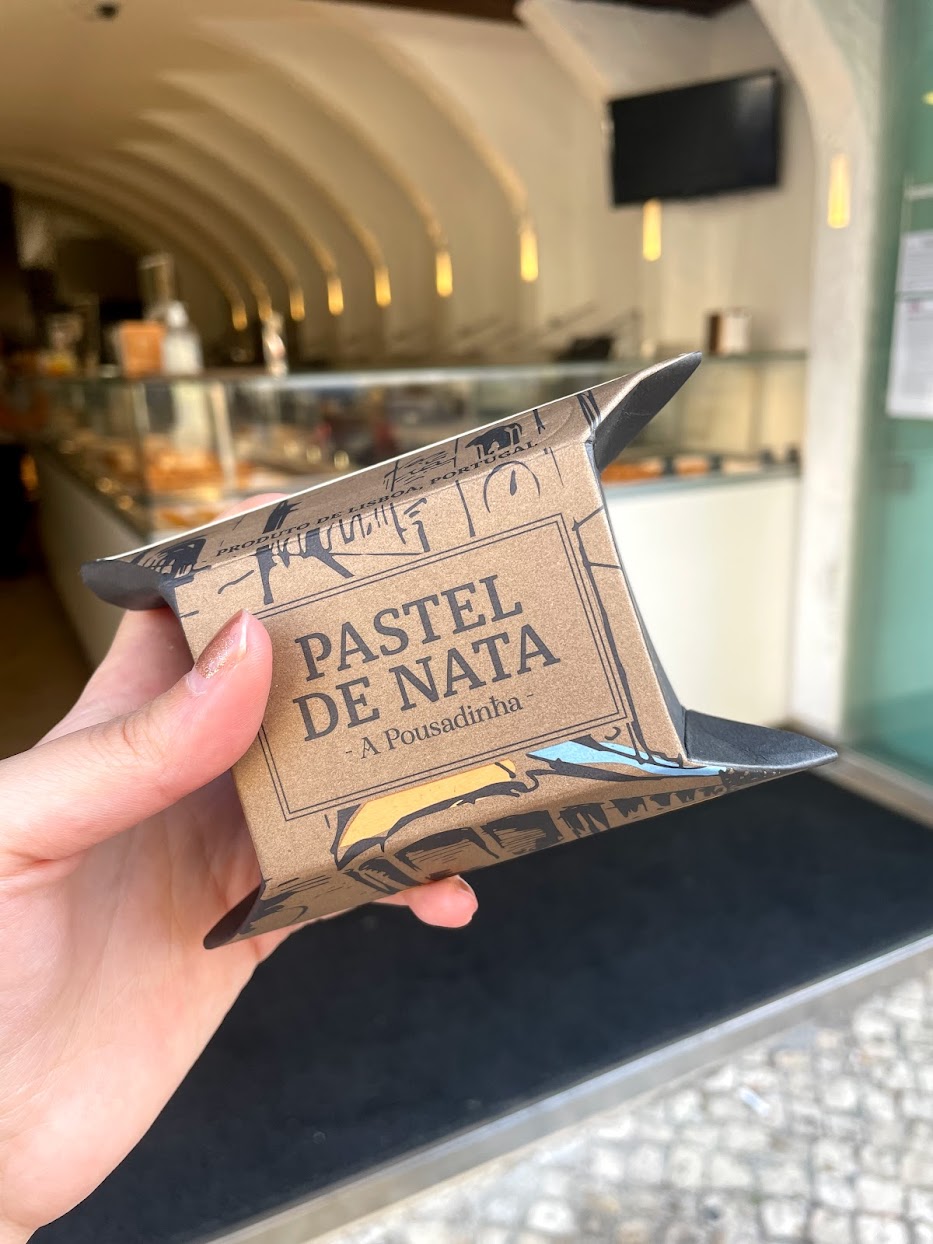 PRODUTO DE LISBOA, PORTUGAL
PASTEL
DE NATA
- A Pousadinha -